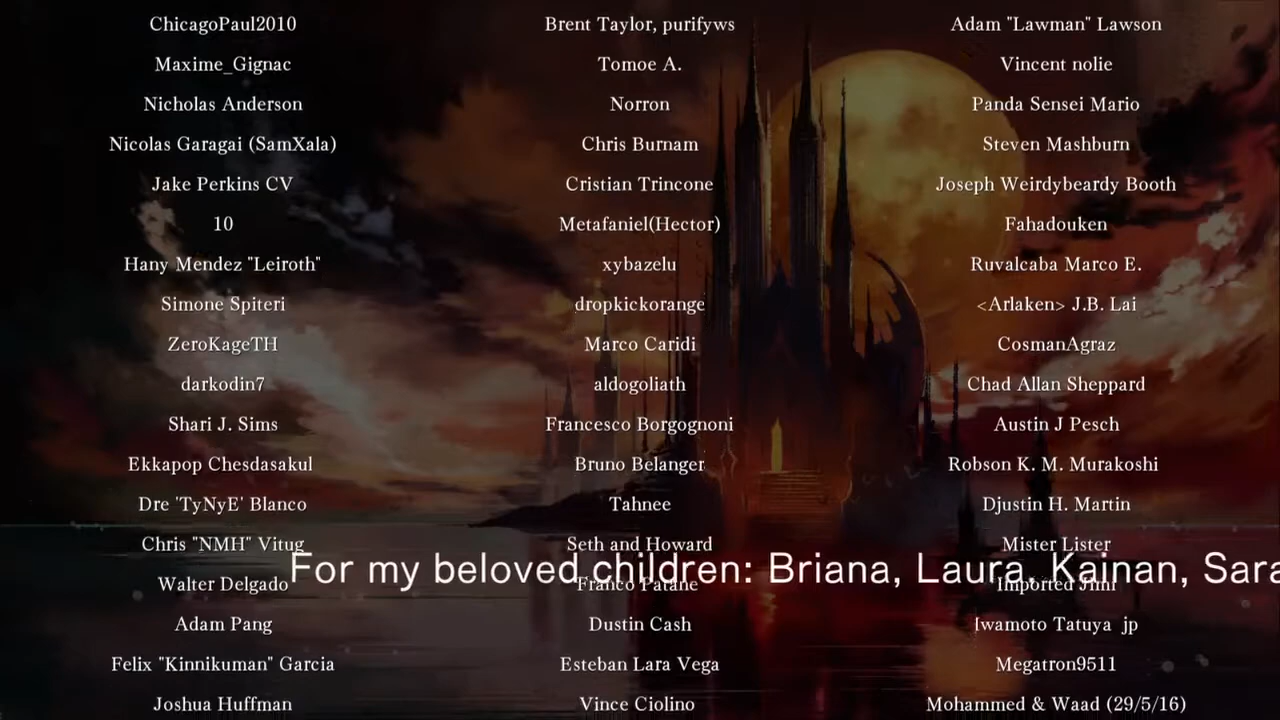 ChicagoPaul2010 Brent Taylor, purifyws Adam "Lawman" Lawson
Maxime_Gignac Tomoe A. Vincent nolie
Nicholas Anderson Norron Panda Sensei Mario
Nicolas Garagai (SamXala) Chris Burnam Steven Mashburn
Jake Perkins CV Cristian Trincone Joseph Weirdybeardy Booth
10 Metafaniel(Hector) Fahadouken
Hany Mendez "Leiroth" xybazelu Ruvalcaba Marco E.
Simone Spiteri dropkickorange <Arlaken> J.B. Lai
ZeroKageTH Marco Caridi CosmanAgraz
darkodin7 aldogoliath Chad Allan Sheppard
Shari J. Sims Francesco Borgognoni Austin J Pesch
Ekkapop Chesdasakul Bruno Belanger Robson K. M. Murakoshi
Dre 'TyNyE' Blanco Tahnee Djustin H. Martin
Chris "NMH" Vitug Seth and Howard Mister Lister
For my beloved children: Briana, Laura, Kainan, Sara
Walter Delgado Franco Patane Imported Jinn
Adam Pang Dustin Cash Iwamoto Tatuya jp
Felix "Kinnikuman" Garcia Esteban Lara Vega Megatron9511
Joshua Huffman Vince Ciolino Mohammed & Waad (29/5/16)